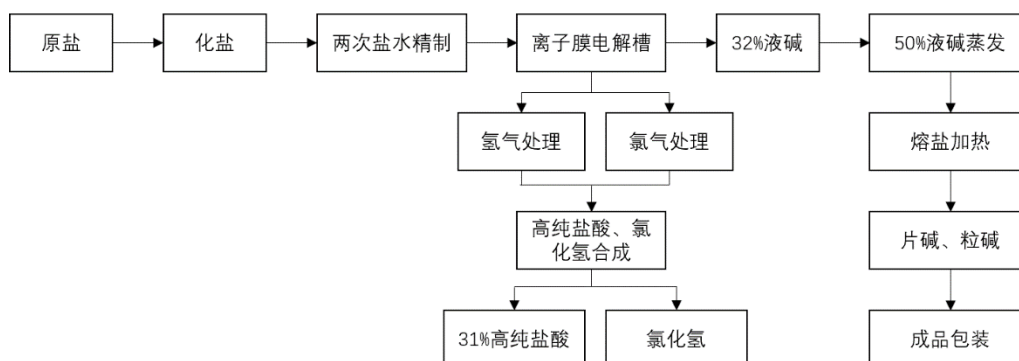 原盐
化盐
两次盐水精制
离子膜电解槽
32%液碱
50%液碱蒸发
氢气处理
氯气处理
熔盐加热
高纯盐酸、氯
化氢合成
片碱、粒碱
31%高纯盐酸
氯化氢
成品包装